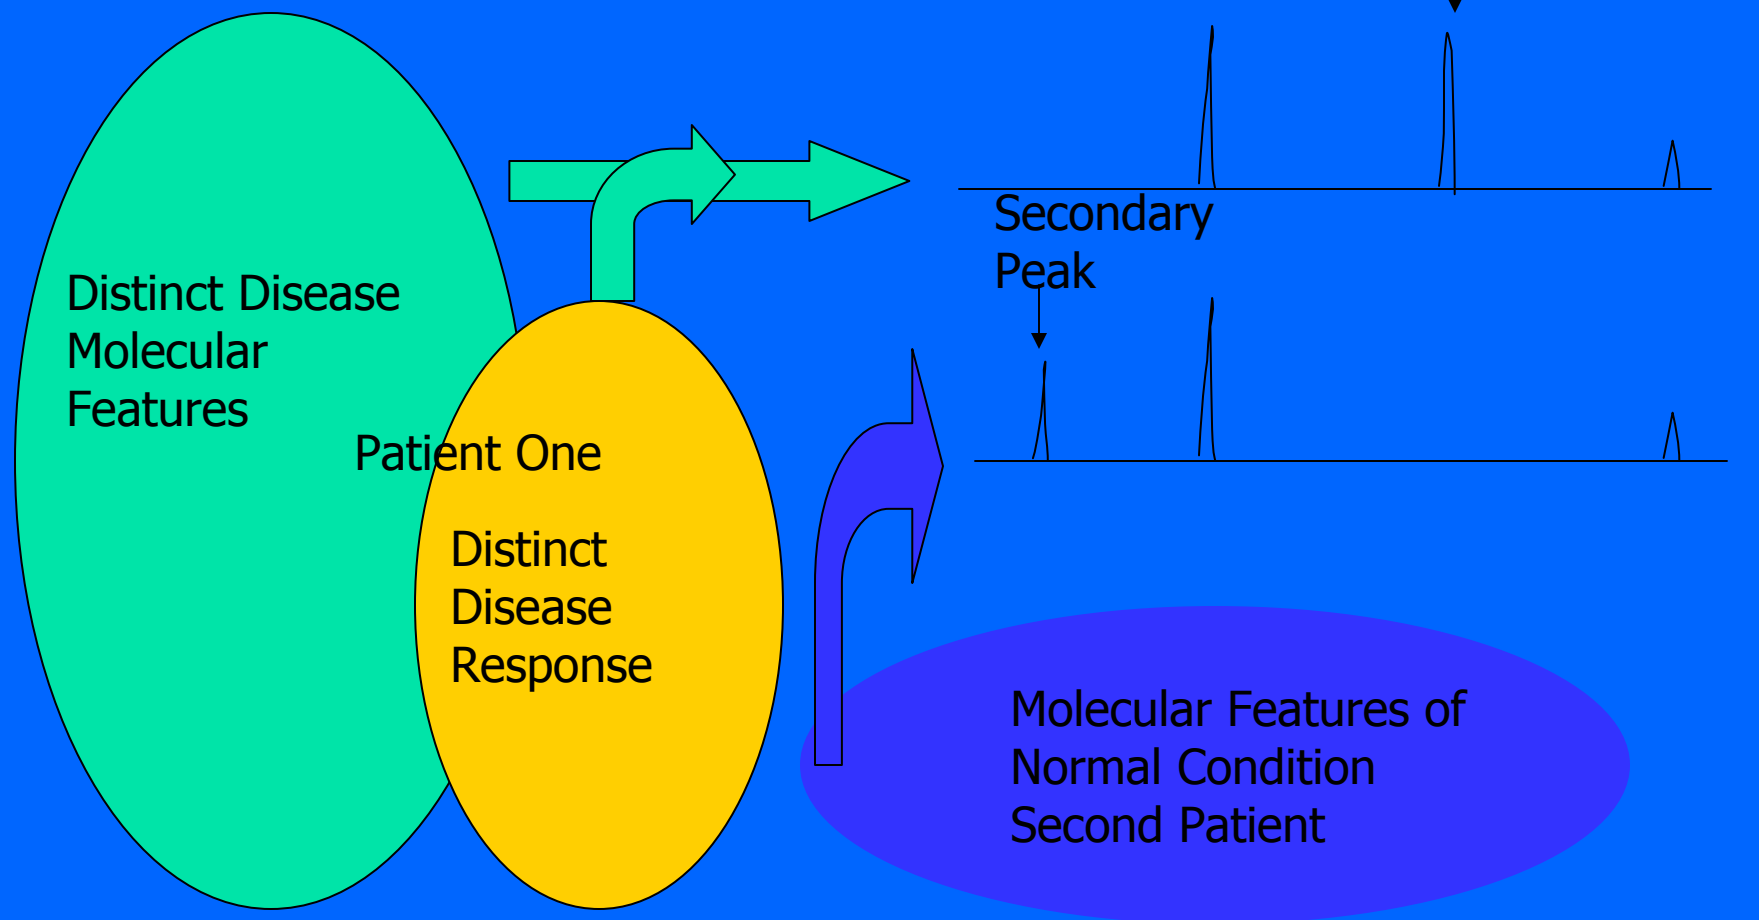 Secondary
Peak
Distinct Disease
Molecular
Features
Patient One
Distinct
Disease
Response
Molecular Features of
Normal Condition
Second Patient